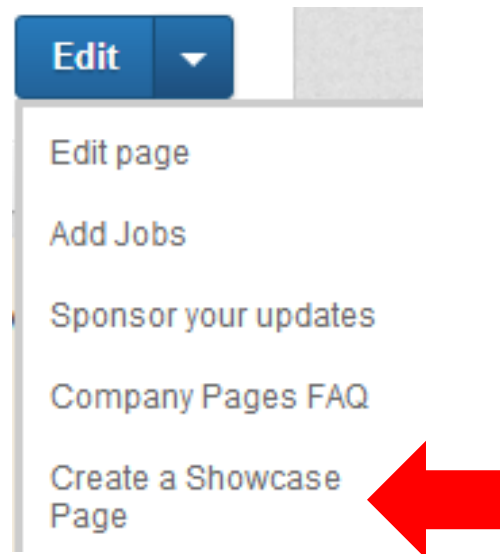 Edit
Edit page
Add Jobs
Sponsor your updates
Company Pages FAQ
Create a Showcase
Page